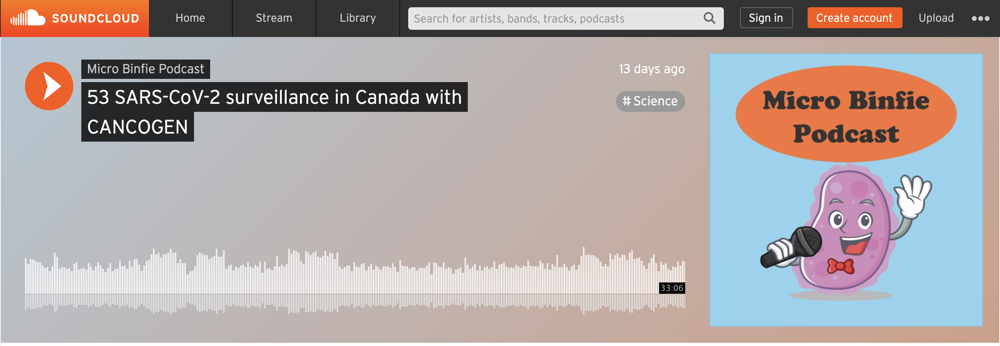 SOUNDCLOUD
Home
Stream
Library
Search for artists, bands, tracks, podcasts
Sign in
Create account
Upload
Micro Binfie Podcast
53 SARS-CoV-2 surveillance in Canada with
CANCOGEN
13 days ago
# Science
33:06
Micro Binfie
Podcast